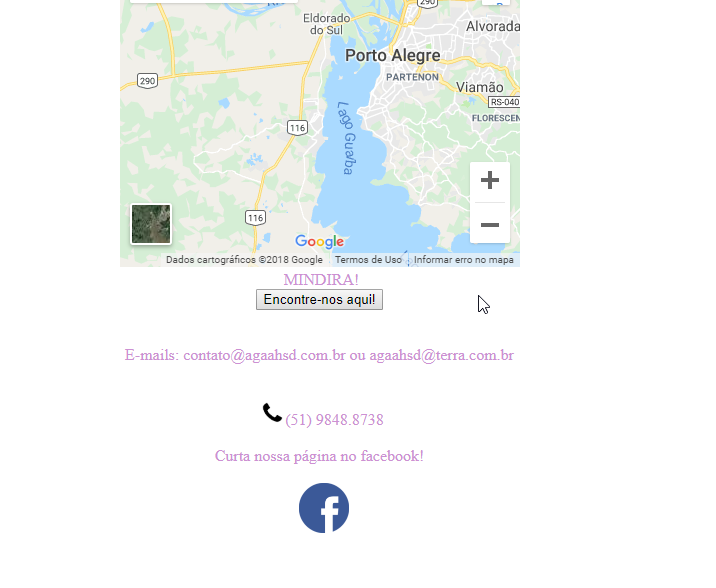 290
Eldorado
do Sul
Alvorada
Porto Alegre
PARTENON
290
Viamão
RS-040
116
FLORESCEN
Lago Guaíba
116
Google
Dados cartográficos ©2018 Google Termos de Uso Informar erro no mapa
MINDIRA!
Encontre-nos aqui!
E-mails: contato@agaahsd.com.br ou agaahsd@terra.com.br
(51) 9848.8738
Curta nossa página no facebook!